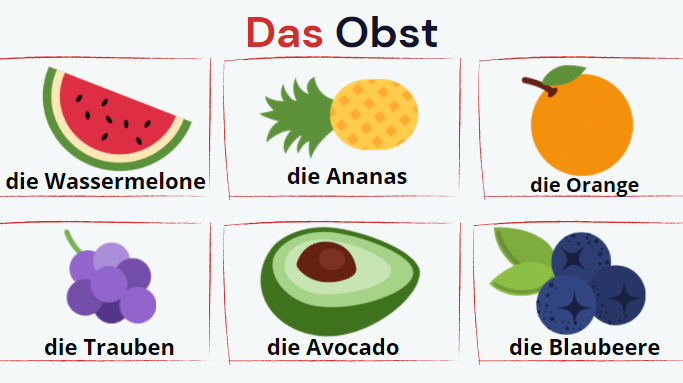 Das Obst
die Wassermelone
die Ananas
die Orange
die Trauben
die Avocado
die Blaubeere